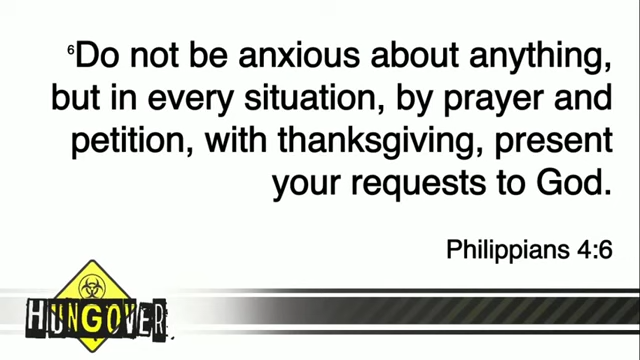 ⁶Do not be anxious about anything,
but in every situation, by prayer and
petition, with thanksgiving, present
your requests to God.
Philippians 4:6
HUNGOVER